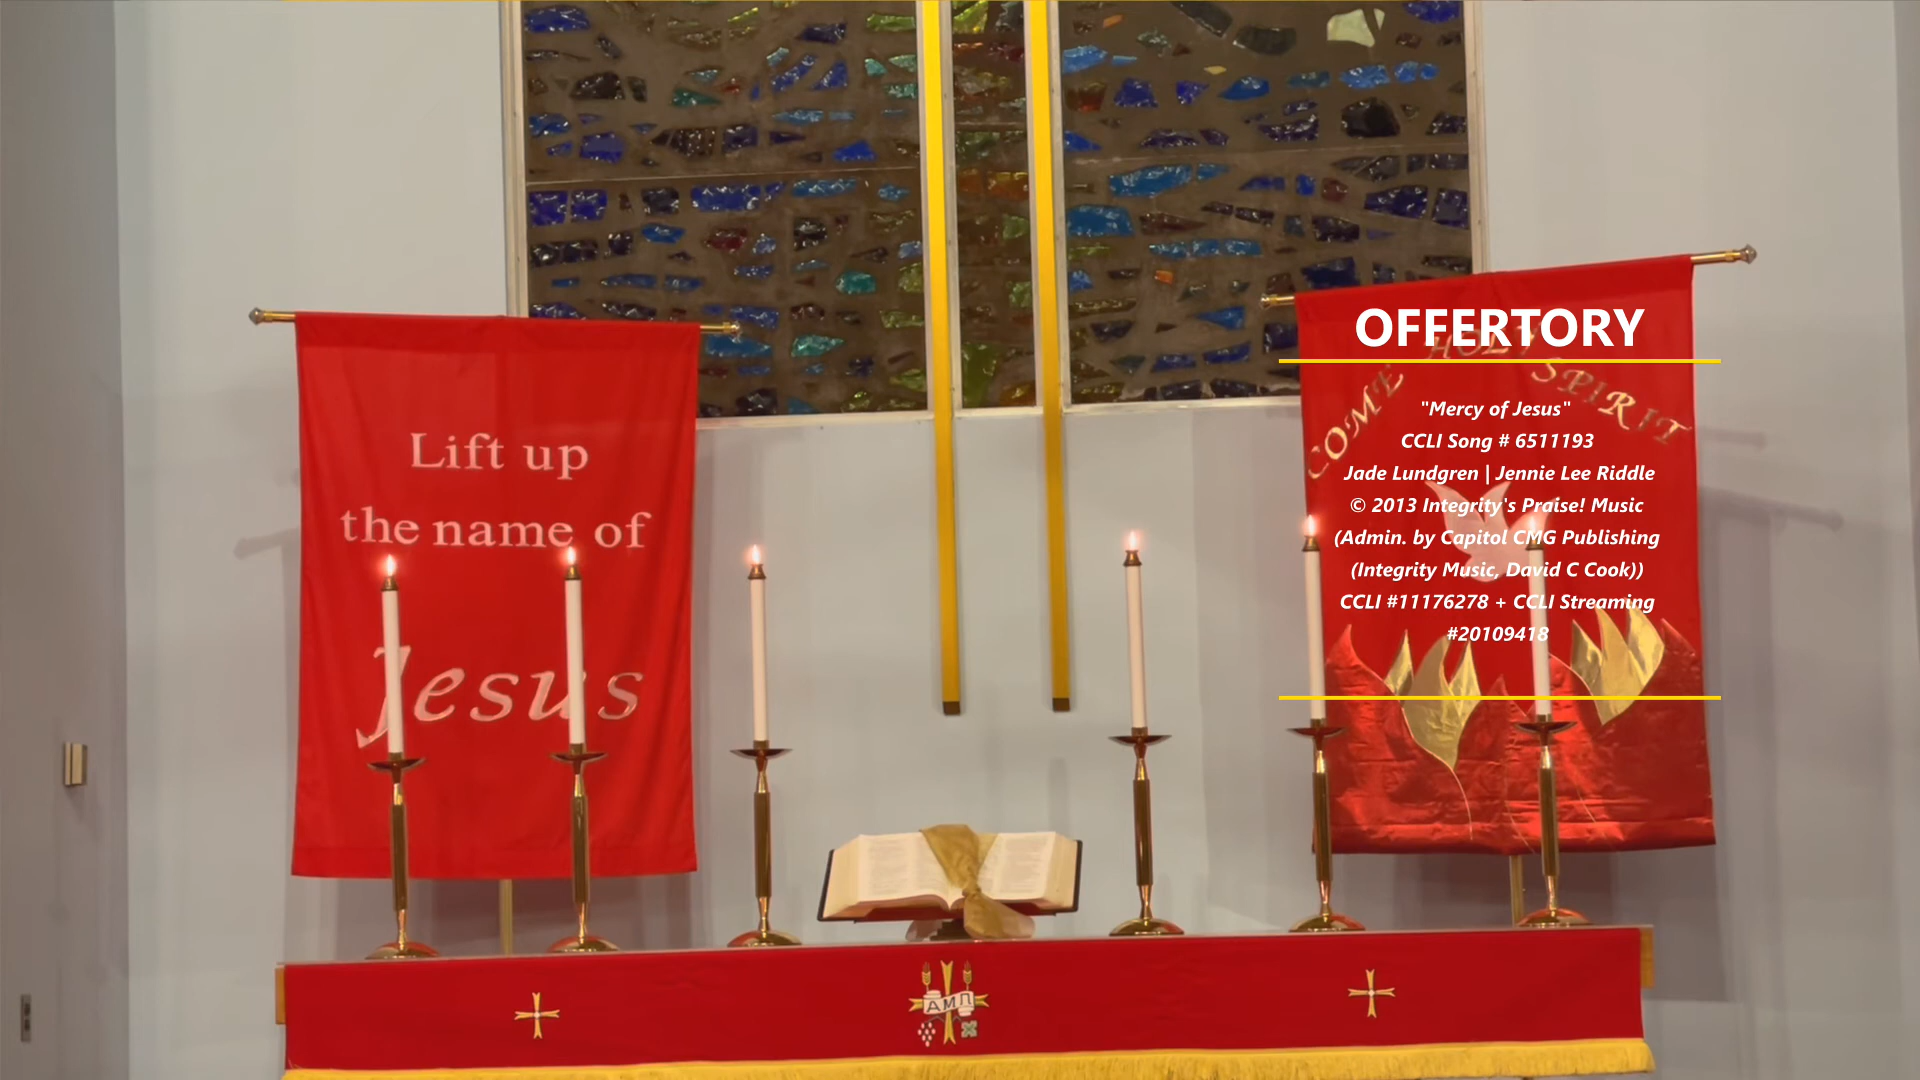 Lift up
the name of
Jesus
OFFERTORY
COME HOLY SPIRIT
"Mercy of Jesus"
CCLI Song # 6511193
Jade Lundgren | Jennie Lee Riddle
© 2013 Integrity's Praise! Music
(Admin. by Capitol CMG Publishing
(Integrity Music, David C Cook))
CCLI #11176278 + CCLI Streaming
#20109418